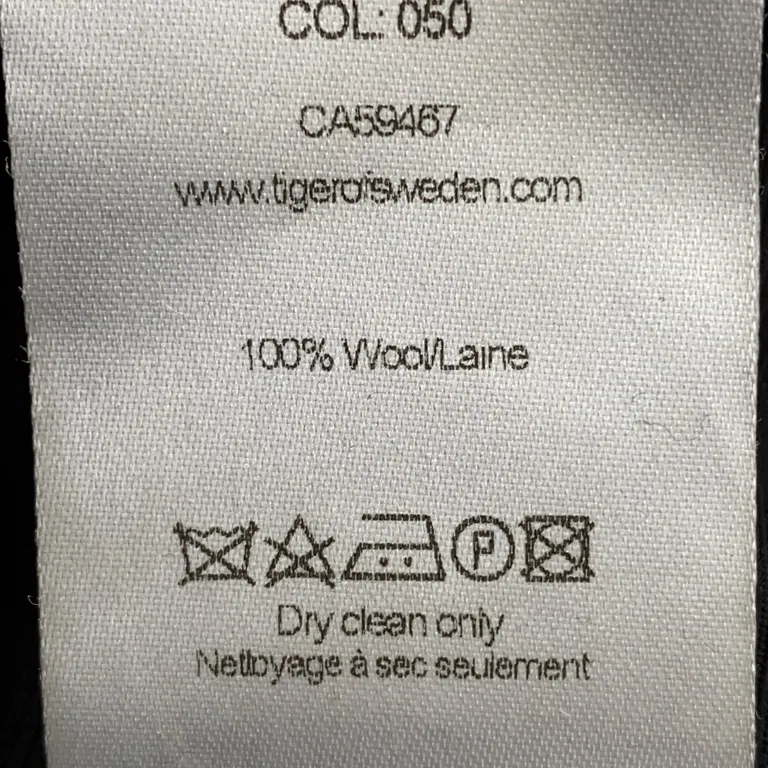 COL: 050
CA59467
www.tigerofsweden.com
100% Wool/Laine
P
Dry clean only
Nettoyage à sec seulement